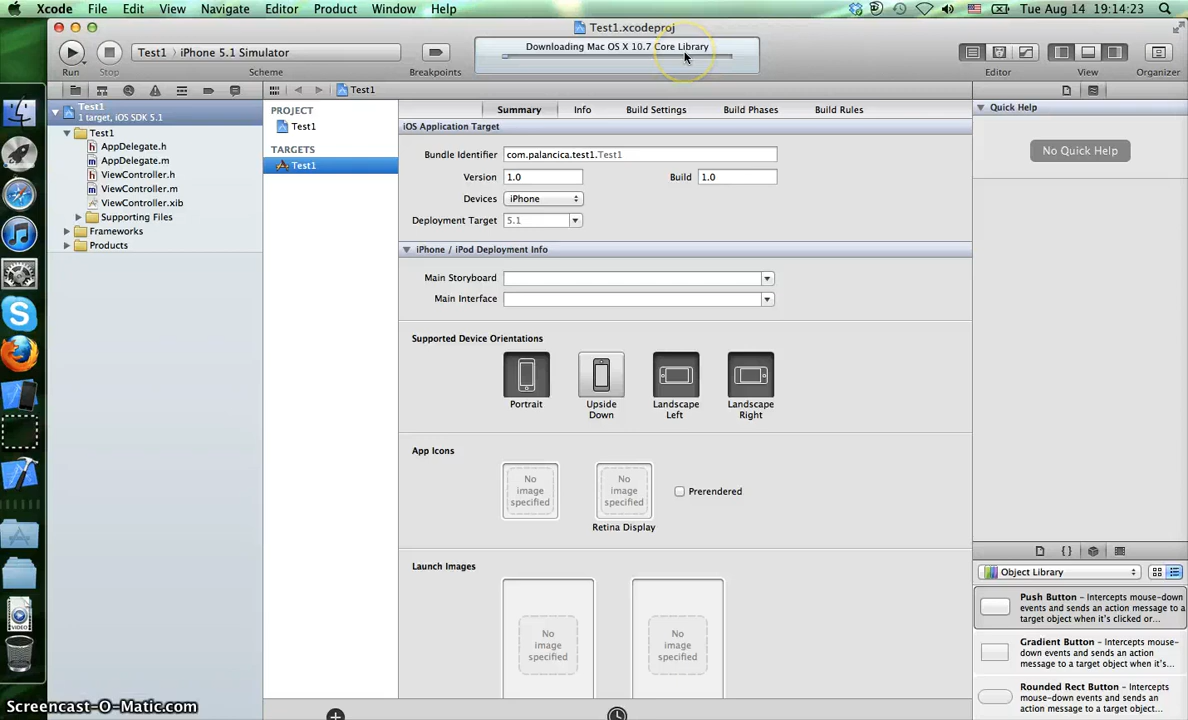 Xcode File Edit View Navigate Editor Product Window Help Tue Aug 14 19:14:23
Test1.xcodeproj
Test1 iPhone 5.1 Simulator
Downloading Mac OS X 10.7 Core Library
Run Stop Scheme Breakpoints Editor View Organizer
Test1
1 target, iOS SDK 5.1
Test1
AppDelegate.h
AppDelegate.m
ViewController.h
ViewController.m
ViewController.xib
Supporting Files
Frameworks
Products
Test1
PROJECT
Test1
TARGETS
Test1
Summary Info Build Settings Build Phases Build Rules
iOS Application Target
Bundle Identifier com.palancica.test1.Test1
Version 1.0 Build 1.0
Devices iPhone
Deployment Target 5.1
iPhone / iPod Deployment Info
Main Storyboard
Main Interface
Supported Device Orientations
Portrait
Upside
Down
Landscape
Left
Landscape
Right
App Icons
No
image
specified
No
image
specified
Retina Display
Prerendered
Launch Images
No
image
specified
No
image
specified
Quick Help
No Quick Help
{ }
Object Library
Push Button – Intercepts mouse-down
events and sends an action message to a
target object when it's clicked or...
Gradient Button – Intercepts mouse-
down events and sends an action
message to a target object when it's...
Rounded Rect Button – Intercepts
mouse-down events and sends an
action message to a target object...
Screencast-O-Matic.com